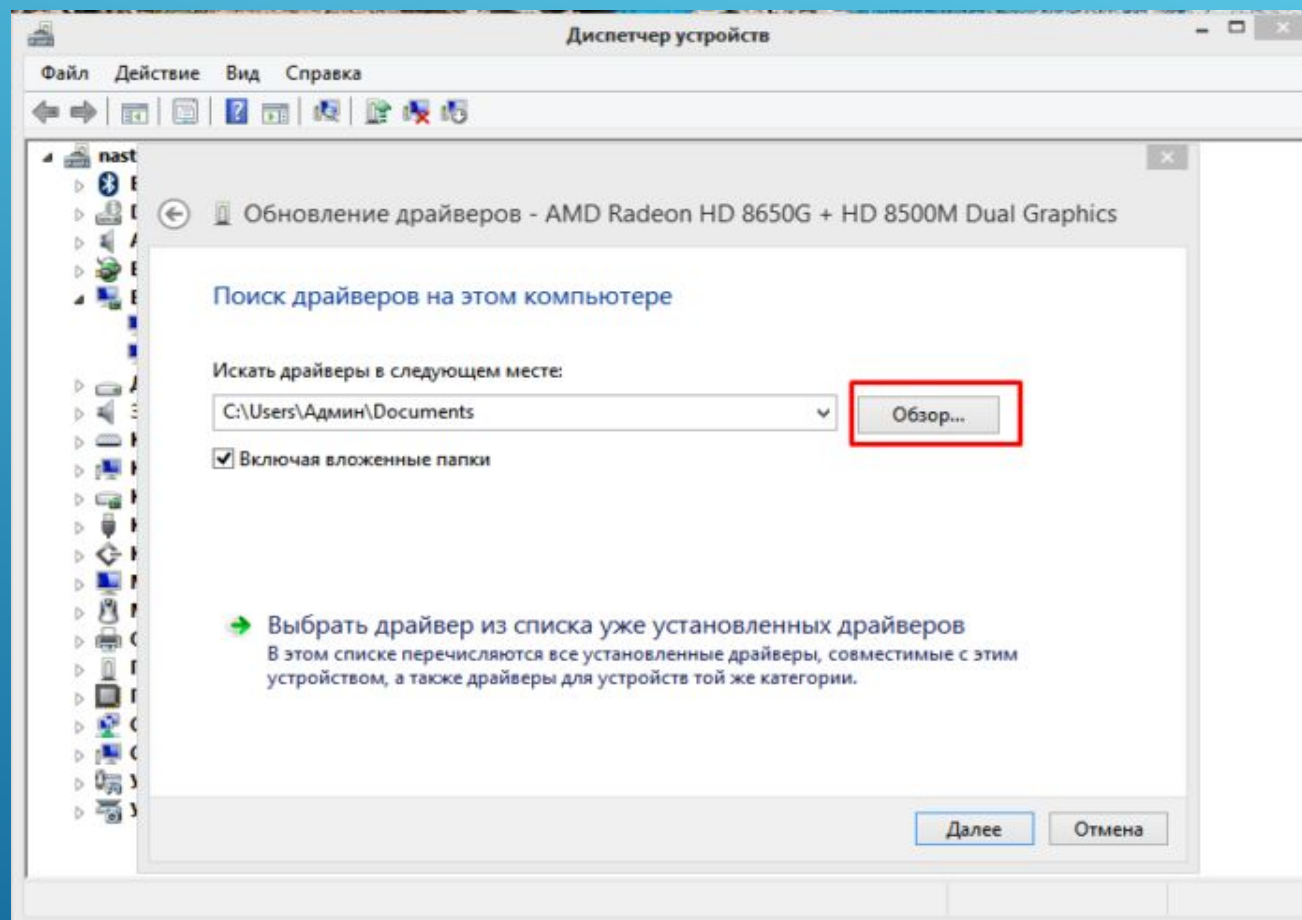 Диспетчер устройств
Файл Действие Вид Справка
nast
Обновление драйверов - AMD Radeon HD 8650G + HD 8500M Dual Graphics
Поиск драйверов на этом компьютере
Искать драйверы в следующем месте:
C:\Users\Админ\Documents
Обзор...
Включая вложенные папки
Выбрать драйвер из списка уже установленных драйверов
В этом списке перечисляются все установленные драйверы, совместимые с этим
устройством, а также драйверы для устройств той же категории.
Далее Отмена